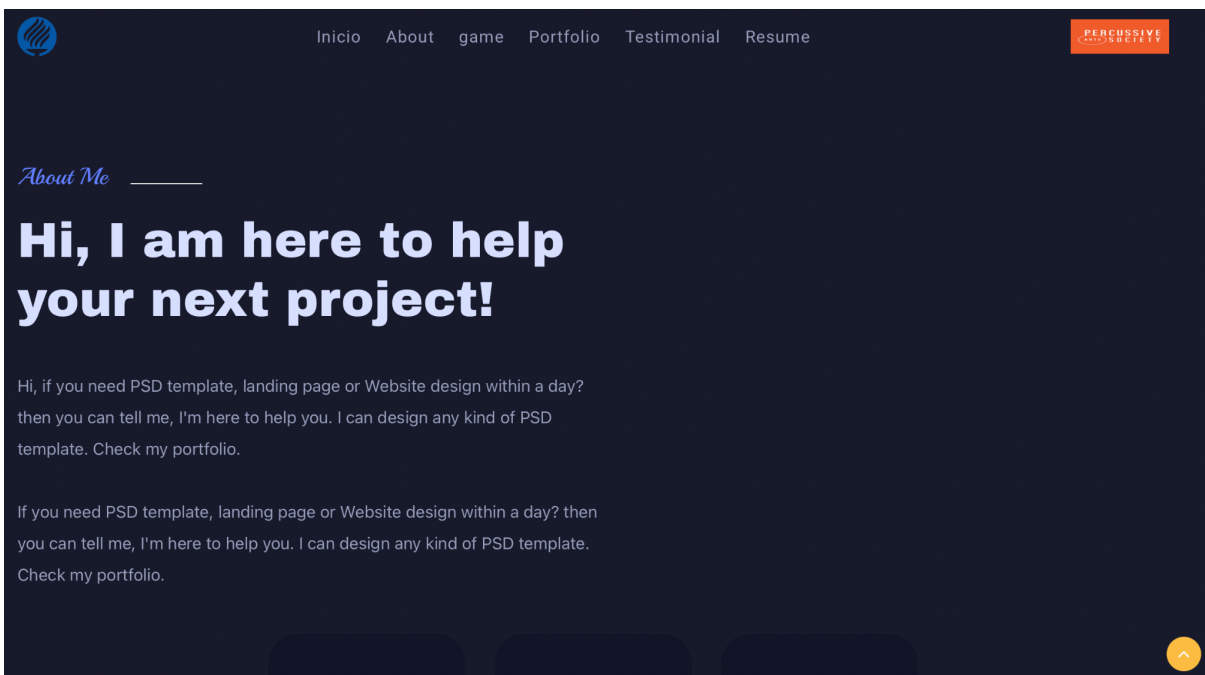 Inicio About game Portfolio Testimonial Resume
PERCUSSIVE
ARTS SOCIETY
About Me
Hi, I am here to help
your next project!
Hi, if you need PSD template, landing page or Website design within a day?
then you can tell me, I'm here to help you. I can design any kind of PSD
template. Check my portfolio.
If you need PSD template, landing page or Website design within a day? then
you can tell me, I'm here to help you. I can design any kind of PSD template.
Check my portfolio.